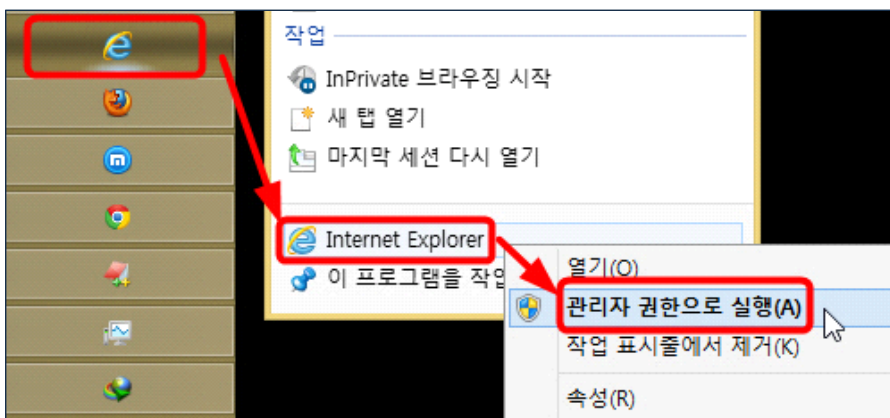 작업
InPrivate 브라우징 시작
새 탭 열기
마지막 세션 다시 열기
Internet Explorer
이 프로그램을
열기(O)
관리자 권한으로 실행(A)
작업 표시줄에서 제거(K)
속성(R)